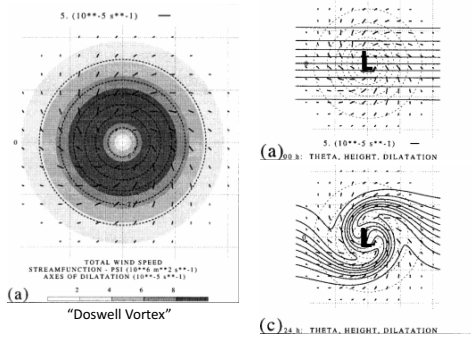 5. (10**-5 s**-1)
0
TOTAL WIND SPEED
STREAMFUNCTION - PSI (10**6 m**2 s**-1)
AXES OF DILATATION (10**-5 s**-1)
(a)
2 4 6 8
“Doswell Vortex”
(a)
L
5. (10**-5 s**-1)
(a) 00 h: THETA, HEIGHT, DILATATION
L
(c) 24 h: THETA, HEIGHT, DILATATION